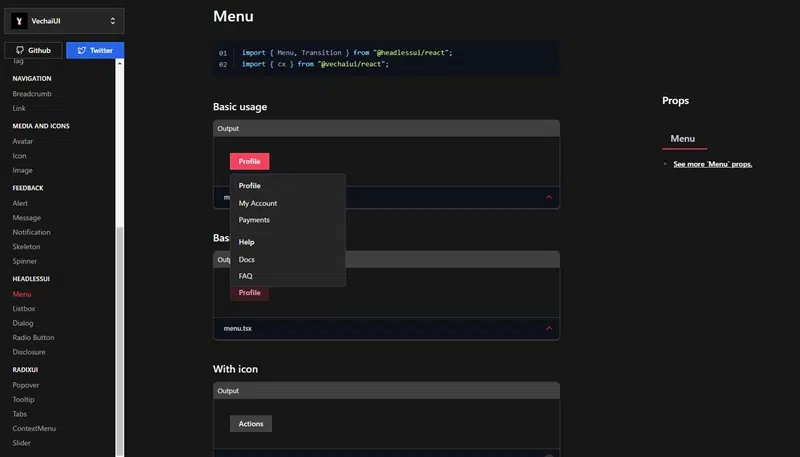 VechaiUI
Github
Twitter
Tag
NAVIGATION
Breadcrumb
Link
MEDIA AND ICONS
Avatar
Icon
Image
FEEDBACK
Alert
Message
Notification
Skeleton
Spinner
HEADLESSUI
Menu
Listbox
Dialog
Radio Button
Disclosure
RADIXUI
Popover
Tooltip
Tabs
ContextMenu
Slider
Menu
01 import { Menu, Transition } from "@headlessui/react";
02 import { cx } from "@vechaiui/react";
Basic usage
Output
Profile
Profile
My Account
Payments
Help
Docs
FAQ
m
Basi
Outp
Profile
menu.tsx
With icon
Output
Actions
Props
Menu
See more `Menu` props.